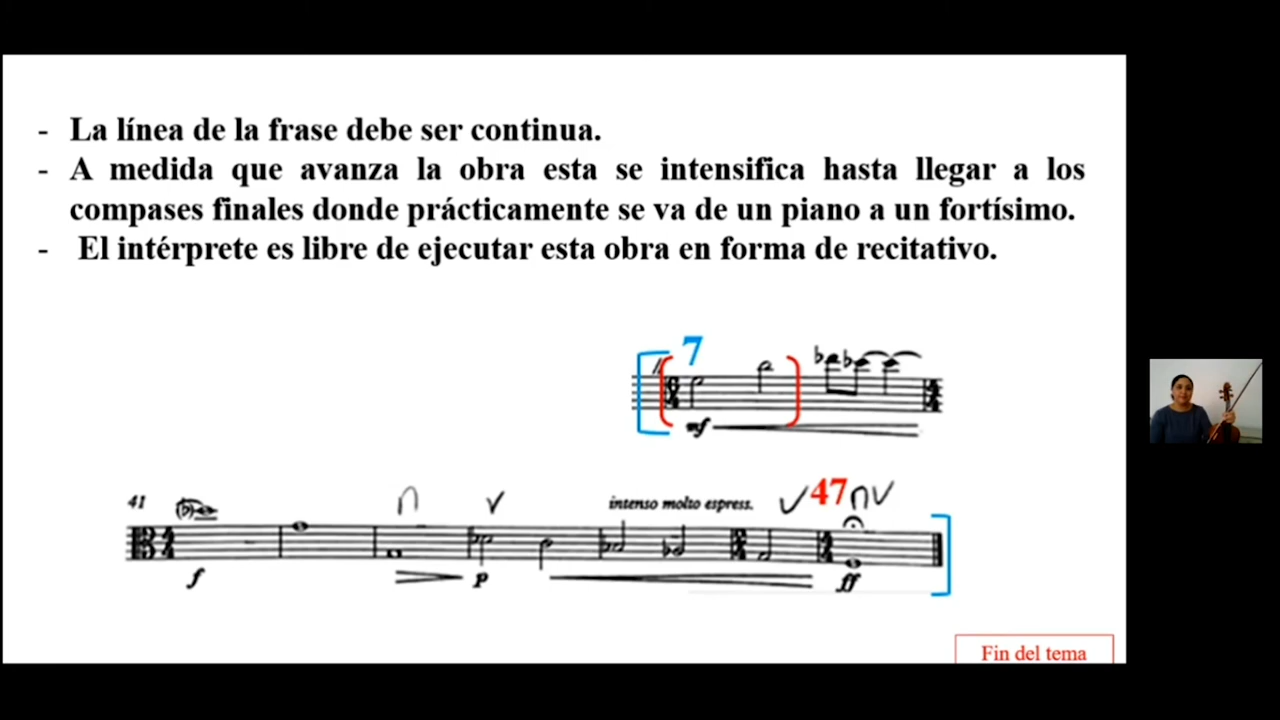 - La línea de la frase debe ser continua.
- A medida que avanza la obra esta se intensifica hasta llegar a los
compases finales donde prácticamente se va de un piano a un fortísimo.
- El intérprete es libre de ejecutar esta obra en forma de recitativo.
7
mf
41
intenso molto espress.
47
f
p
ff
Fin del tema